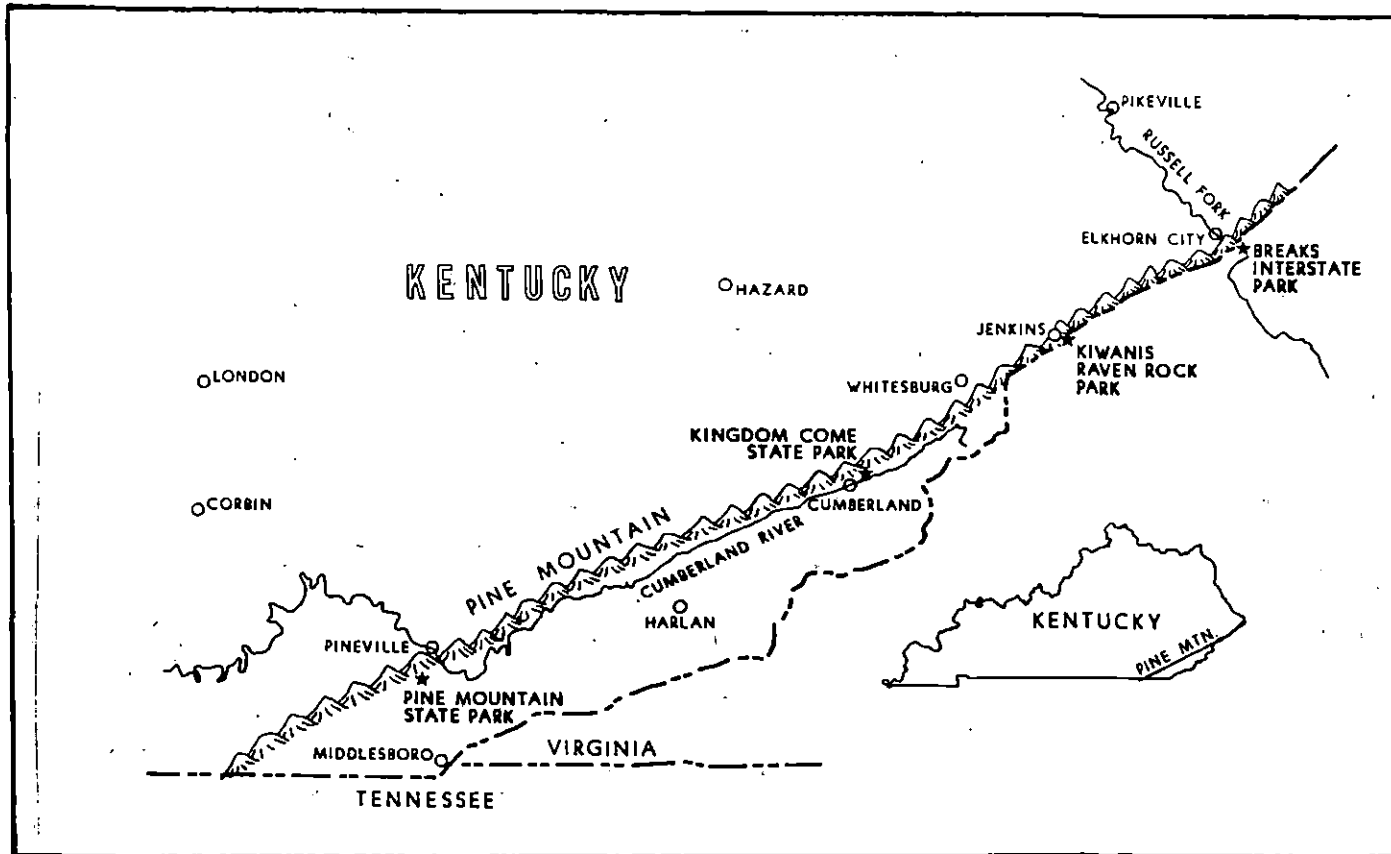 PIKEVILLE
RUSSELL FORK
ELKHORN CITY
BREAKS
INTERSTATE
PARK
KENTUCKY
HAZARD
JENKINS
KIWANIS
RAVEN ROCK
PARK
LONDON
WHITESBURG
KINGDOM COME
STATE PARK
CORBIN
CUMBERLAND
PINE MOUNTAIN
CUMBERLAND RIVER
HARLAN
KENTUCKY
PINE MTN.
PINEVILLE
PINE MOUNTAIN
STATE PARK
MIDDLESBORO
VIRGINIA
TENNESSEE